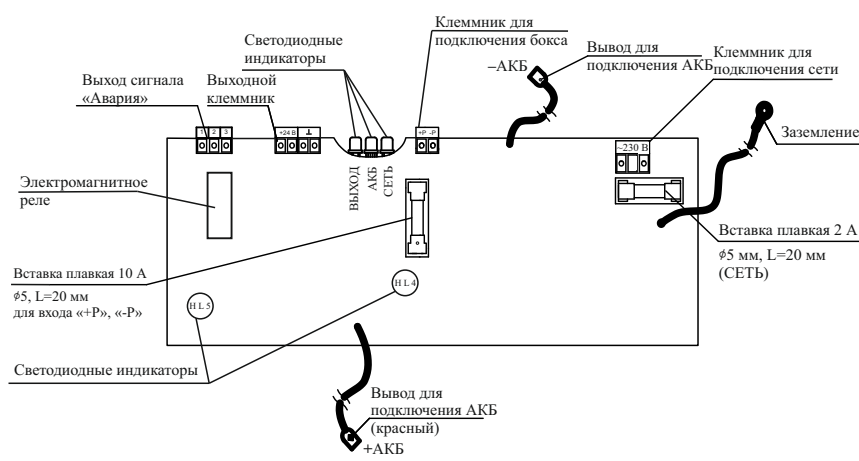 Клеммник для
подключения бокса
Светодиодные
индикаторы
Вывод для
подключения АКБ
–АКБ
Клеммник для
подключения сети
Выход сигнала
«Авария»
Выходной
клеммник
Заземление
1 2 3
+24 В
+Р -Р
~230 В
ВЫХОД
АКБ
СЕТЬ
Электромагнитное
реле
Вставка плавкая 2 А
ϕ5 мм, L=20 мм
(СЕТЬ)
Вставка плавкая 10 А
ϕ5, L=20 мм
для входа «+Р», «-Р»
H L 4
H L 5
Светодиодные индикаторы
Вывод для
подключения АКБ
(красный)
+АКБ